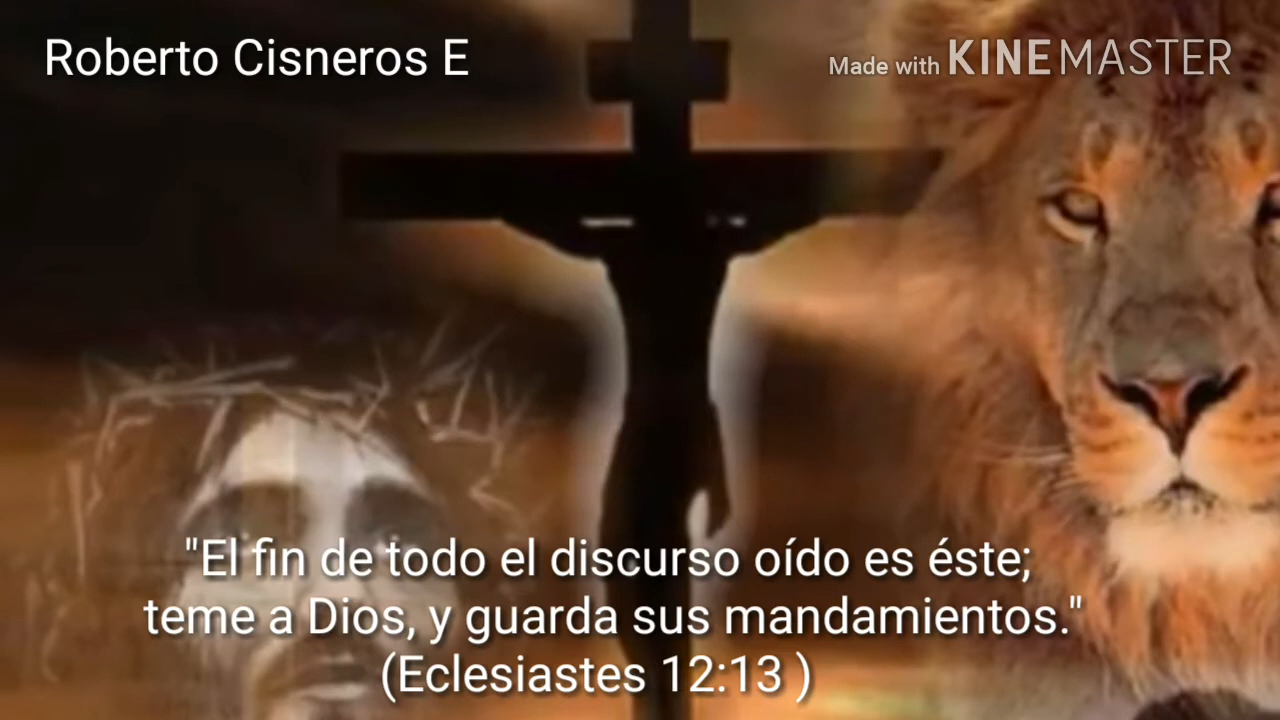 Roberto Cisneros E
Made with KINEMASTER
"El fin de todo el discurso oído es éste;
teme a Dios, y guarda sus mandamientos."
(Eclesiastes 12:13 )